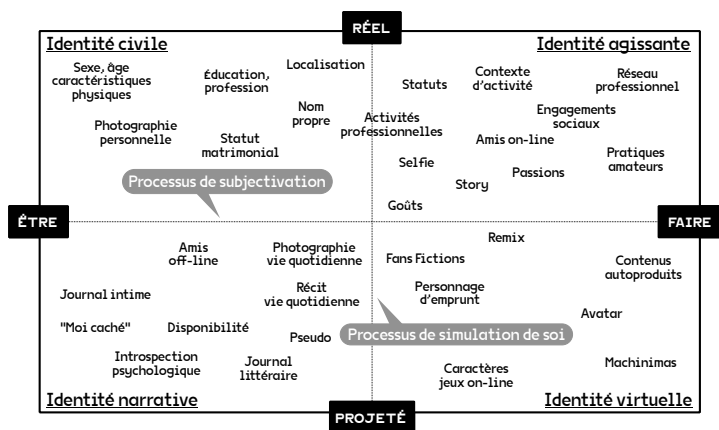 RÉEL
Identité civile
Identité agissante
Sexe, âge
caractéristiques
physiques
Éducation,
profession
Localisation
Nom
propre
Photographie
personnelle
Statut
matrimonial
Statuts
Contexte
d'activité
Réseau
professionnel
Activités
professionnelles
Engagements
sociaux
Amis on-line
Pratiques
amateurs
Selfie
Passions
Story
Goûts
Processus de subjectivation
ÊTRE
FAIRE
Amis
off-line
Photographie
vie quotidienne
Journal intime
Récit
vie quotidienne
"Moi caché"
Disponibilité
Pseudo
Introspection
psychologique
Journal
littéraire
Remix
Fans Fictions
Contenus
autoproduits
Personnage
d'emprunt
Avatar
Processus de simulation de soi
Caractères
jeux on-line
Machinimas
Identité narrative
Identité virtuelle
PROJETÉ